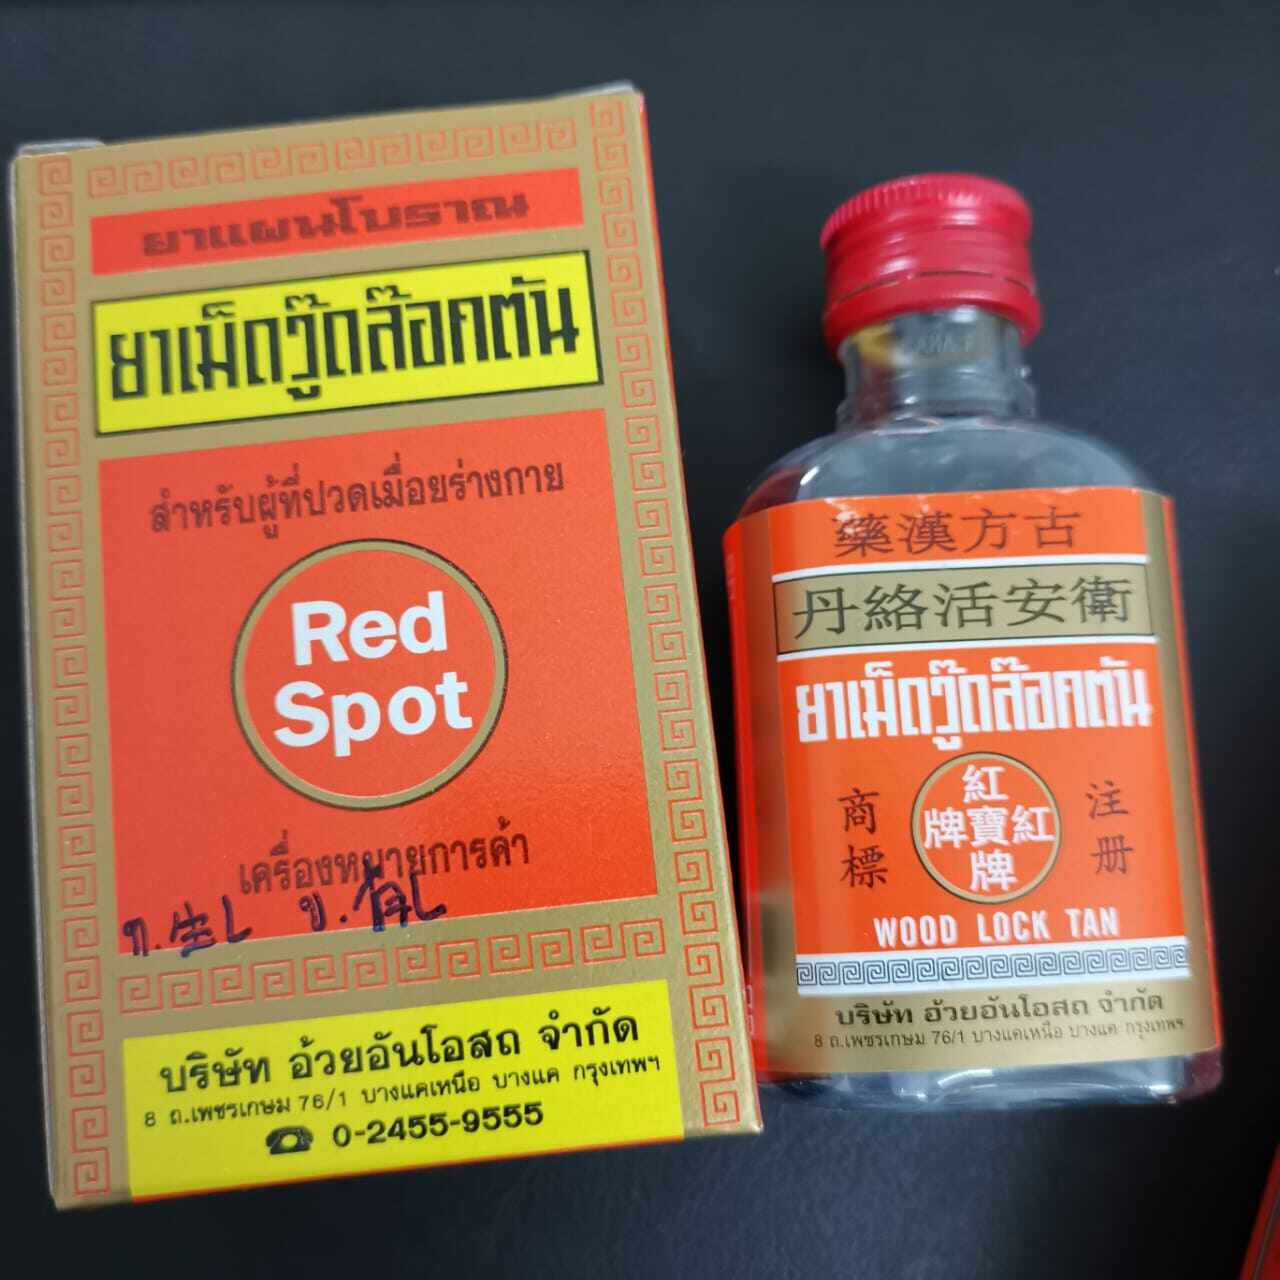 ยาแผนโบราณ
ยาเม็ดวู๊ดล๊อคตัน
สำหรับผู้ที่ปวดเมื่อยร่างกาย
Red
Spot
เครื่องหมายการค้า
บริษัท อ้วยอันโอสถ จำกัด
8 ถ.เพชรเกษม 76/1 บางแคเหนือ บางแค กรุงเทพฯ
☎ 0-2455-9555
藥漢方古
丹絡活安衛
ยาเม็ดวู๊ดล๊อคตัน
商標
紅
牌寶紅
牌
注册
WOOD LOCK TAN
บริษัท อ้วยอันโอสถ จำกัด
8 ถ.เพชรเกษม 76/1 บางแคเหนือ บางแค กรุงเทพฯ